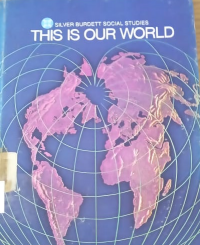 SILVER BURDETT SOCIAL STUDIES
THIS IS OUR WORLD